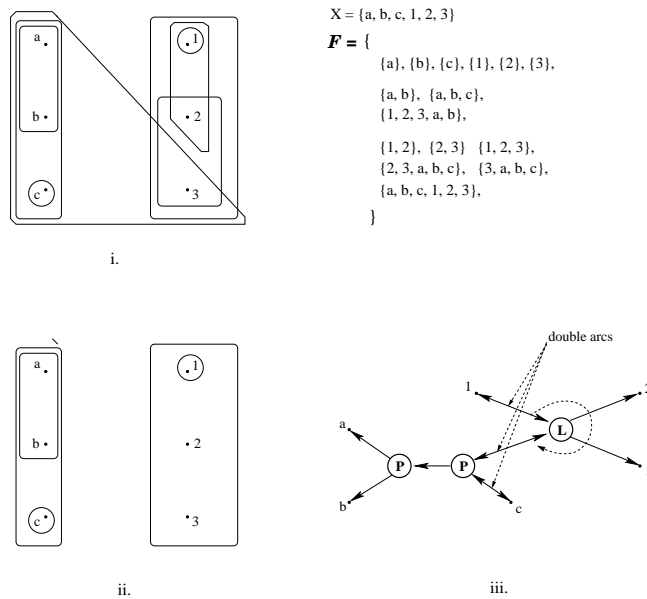 X = {a, b, c, 1, 2, 3}
F = {
{a}, {b}, {c}, {1}, {2}, {3},
{a, b}, {a, b, c},
{1, 2, 3, a, b},
{1, 2}, {2, 3} {1, 2, 3},
{2, 3, a, b, c}, {3, a, b, c},
{a, b, c, 1, 2, 3},
}
a
1
b
2
c
3
i.
a
1
b
2
c
3
ii.
double arcs
1
2
a
L
P
P
b
c
iii.